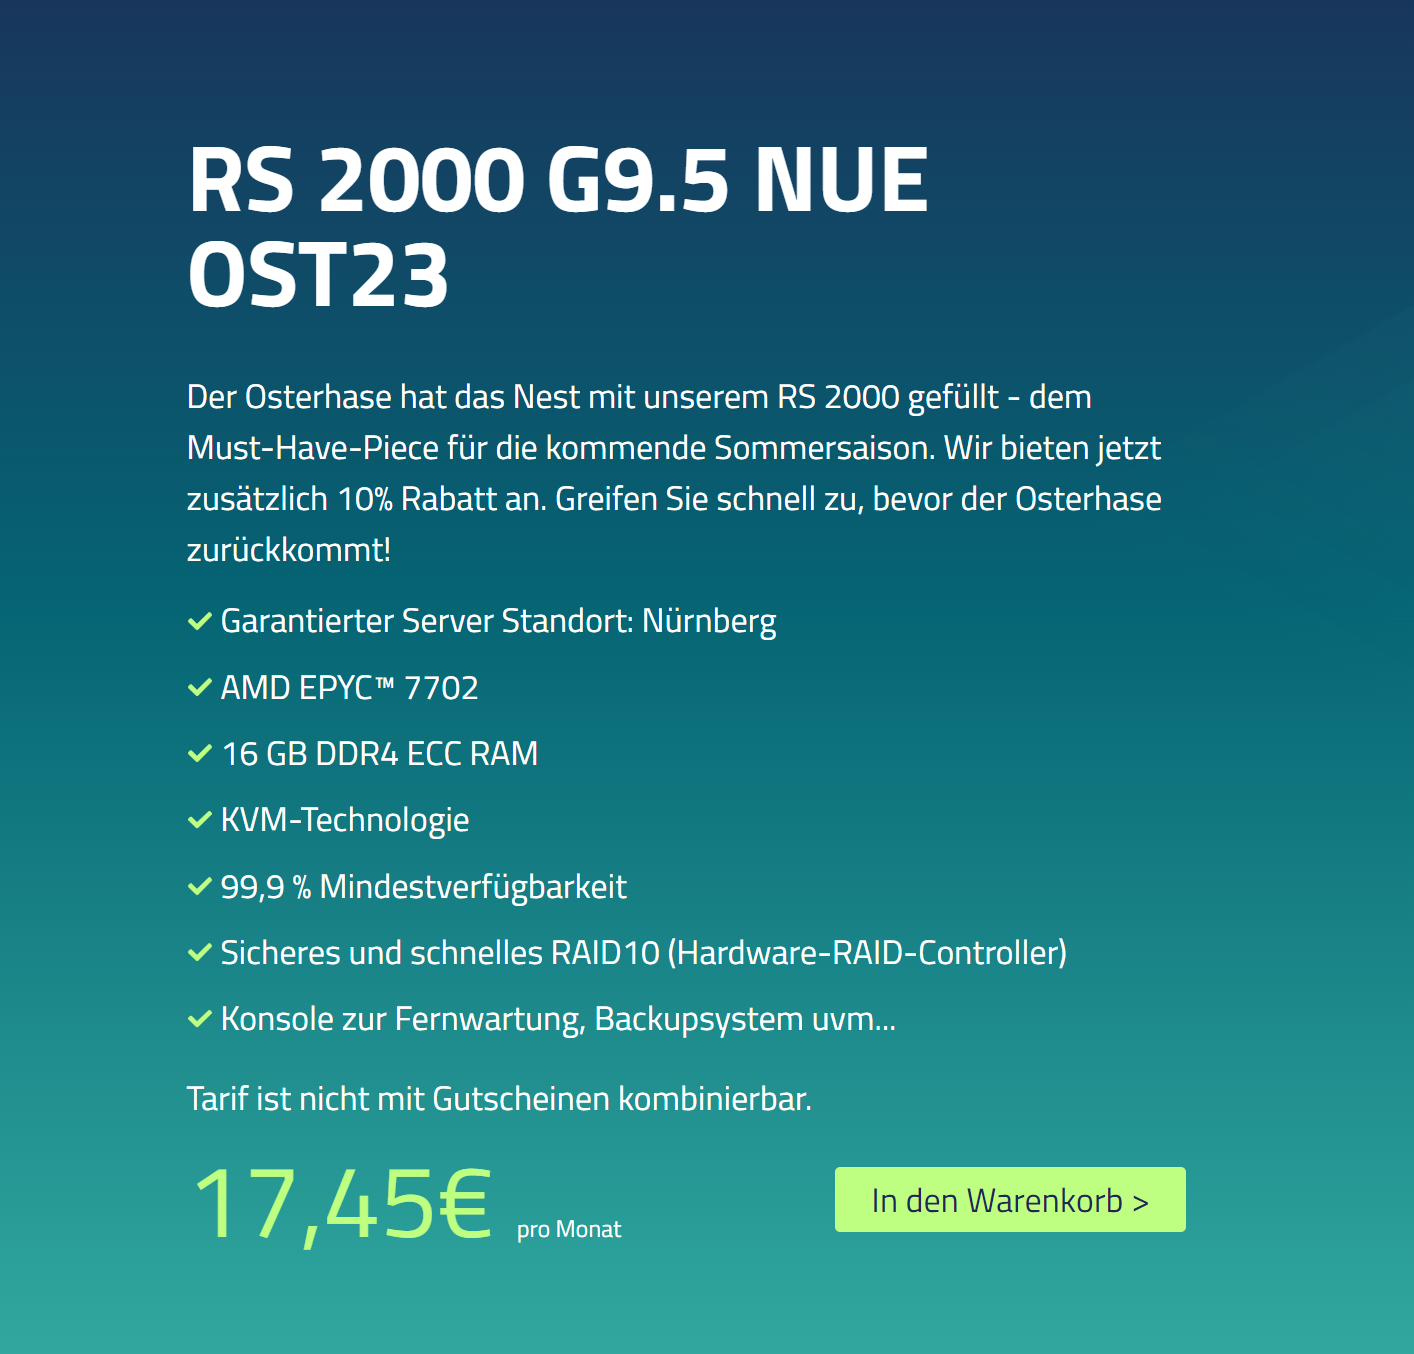 RS 2000 G9.5 NUE
OST23
Der Osterhase hat das Nest mit unserem RS 2000 gefüllt - dem
Must-Have-Piece für die kommende Sommersaison. Wir bieten jetzt
zusätzlich 10% Rabatt an. Greifen Sie schnell zu, bevor der Osterhase
zurückkommt!
Garantierter Server Standort: Nürnberg
AMD EPYC™ 7702
16 GB DDR4 ECC RAM
KVM-Technologie
99,9 % Mindestverfügbarkeit
Sicheres und schnelles RAID10 (Hardware-RAID-Controller)
Konsole zur Fernwartung, Backupsystem uvm...
Tarif ist nicht mit Gutscheinen kombinierbar.
17,45€ pro Monat
In den Warenkorb >